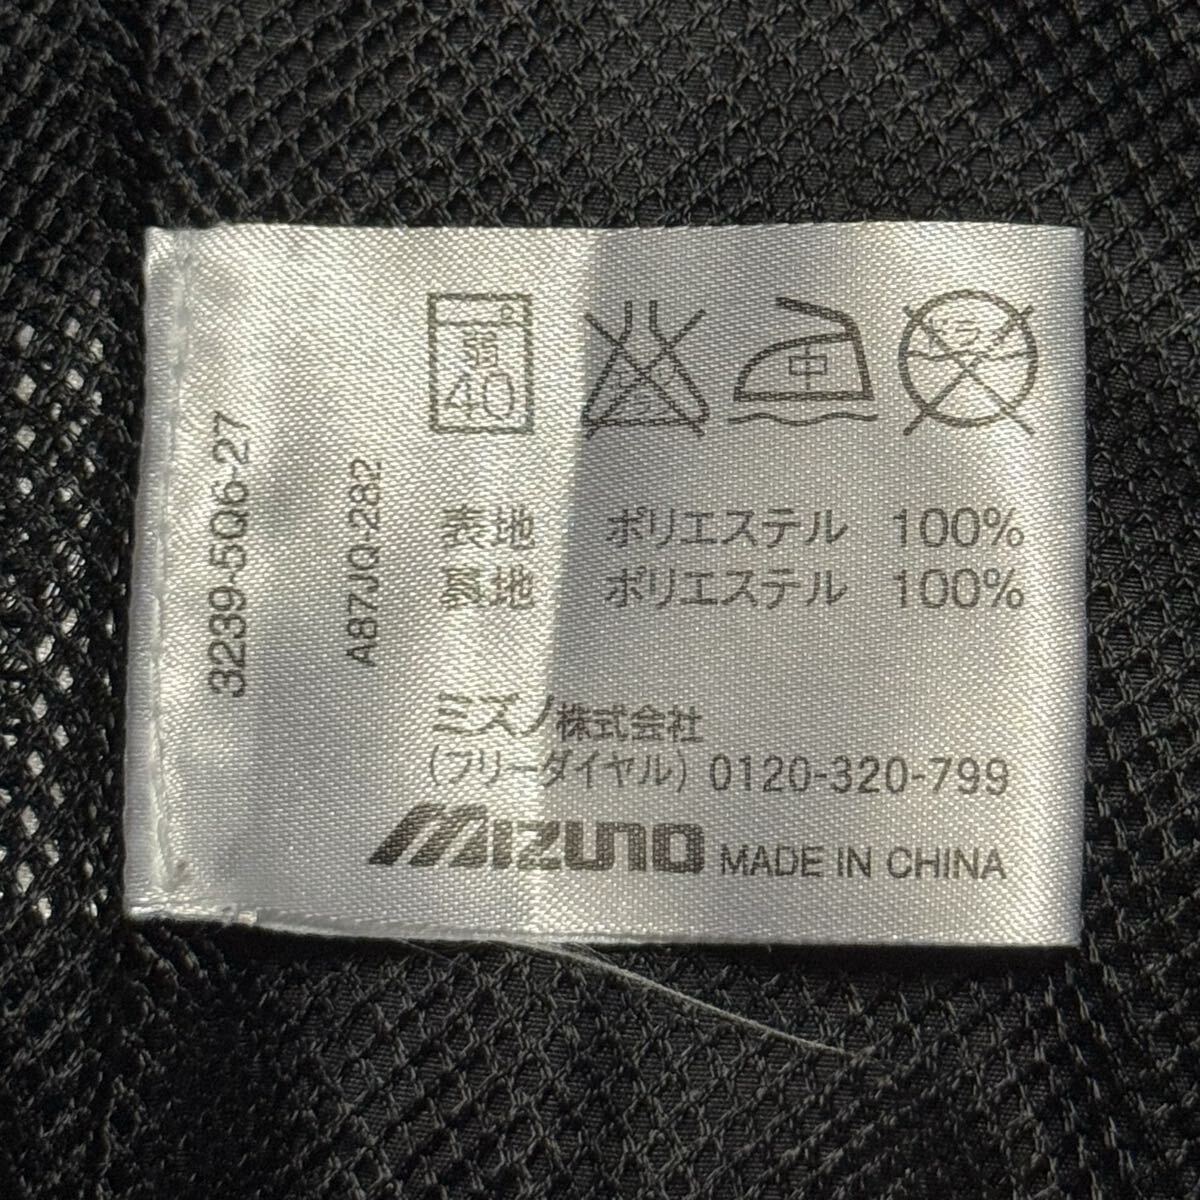 弱
40
中
表地 ポリエステル 100%
裏地 ポリエステル 100%
ミズノ株式会社
(フリーダイヤル) 0120-320-799
MIZUNO MADE IN CHINA
A87JQ-282
3239-5Q6-27